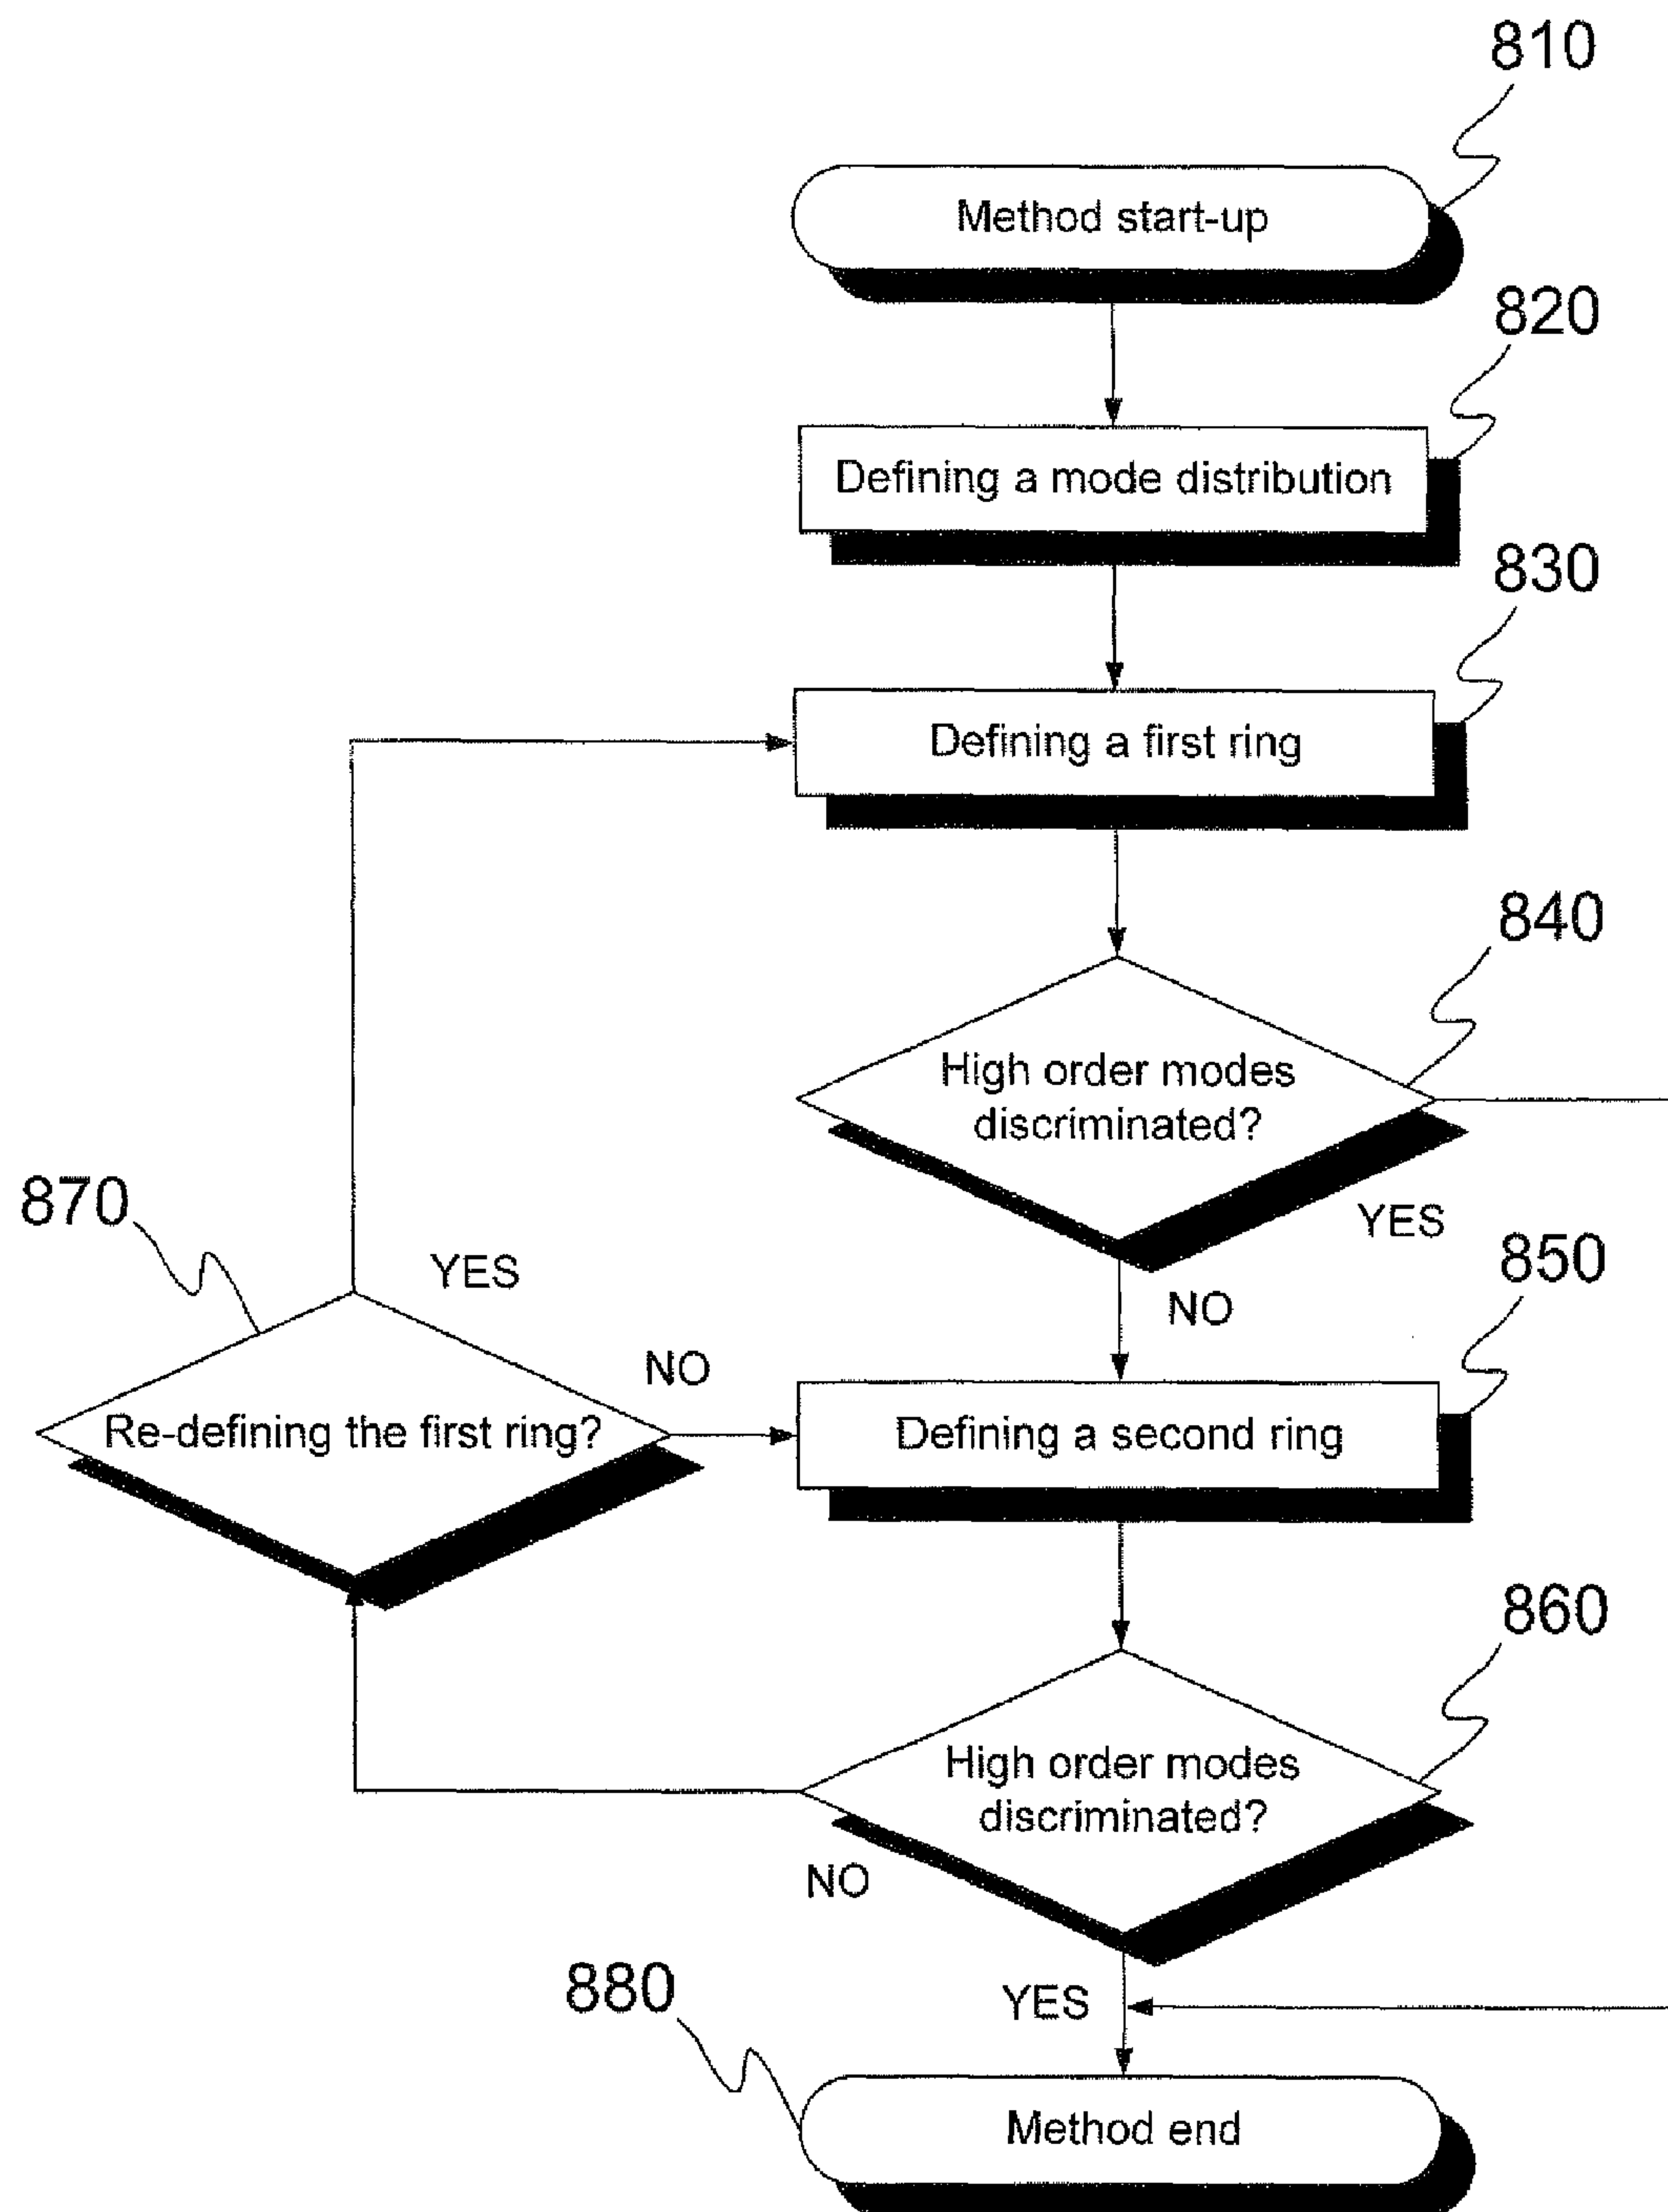 810
Method start-up
820
Defining a mode distribution
830
Defining a first ring
840
High order modes
discriminated?
YES
870
YES
NO
850
NO
Defining a second ring
Re-defining the first ring?
860
High order modes
discriminated?
NO
YES
880
Method end